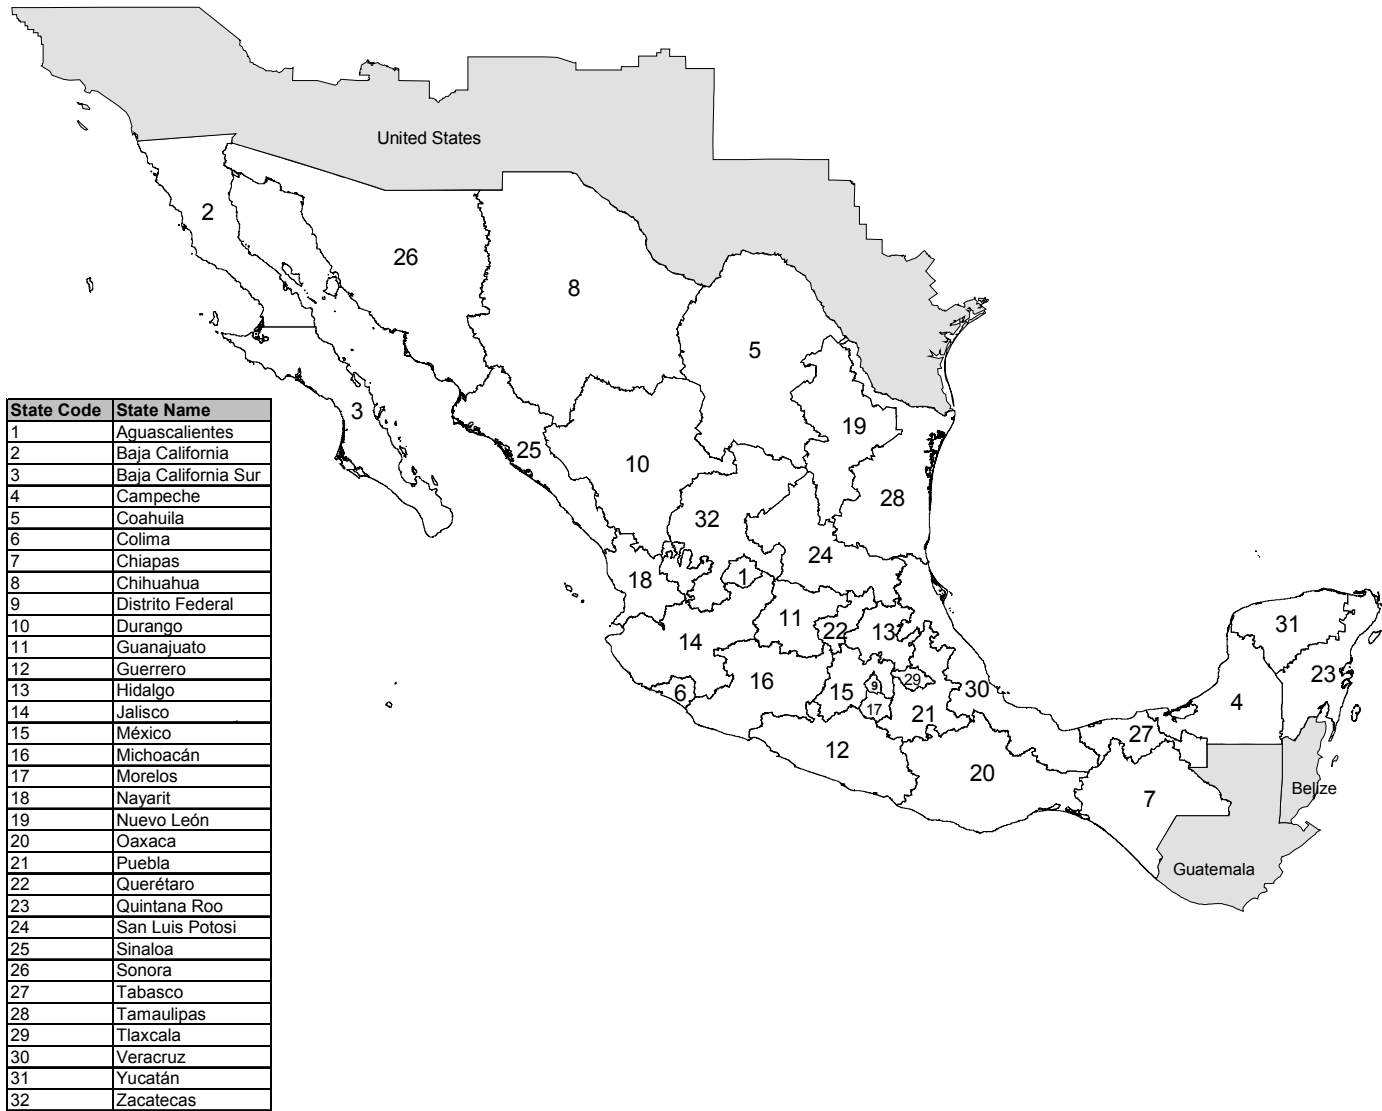 United States
2
26
8
5
3
19
25
10
28
32
24
18
1
11
22
13
14
16
6
15
9
29
17
21
30
12
20
27
7
4
31
23
Belize
Guatemala
State Code State Name
1 Aguascalientes
2 Baja California
3 Baja California Sur
4 Campeche
5 Coahuila
6 Colima
7 Chiapas
8 Chihuahua
9 Distrito Federal
10 Durango
11 Guanajuato
12 Guerrero
13 Hidalgo
14 Jalisco
15 México
16 Michoacán
17 Morelos
18 Nayarit
19 Nuevo León
20 Oaxaca
21 Puebla
22 Querétaro
23 Quintana Roo
24 San Luis Potosi
25 Sinaloa
26 Sonora
27 Tabasco
28 Tamaulipas
29 Tlaxcala
30 Veracruz
31 Yucatán
32 Zacatecas